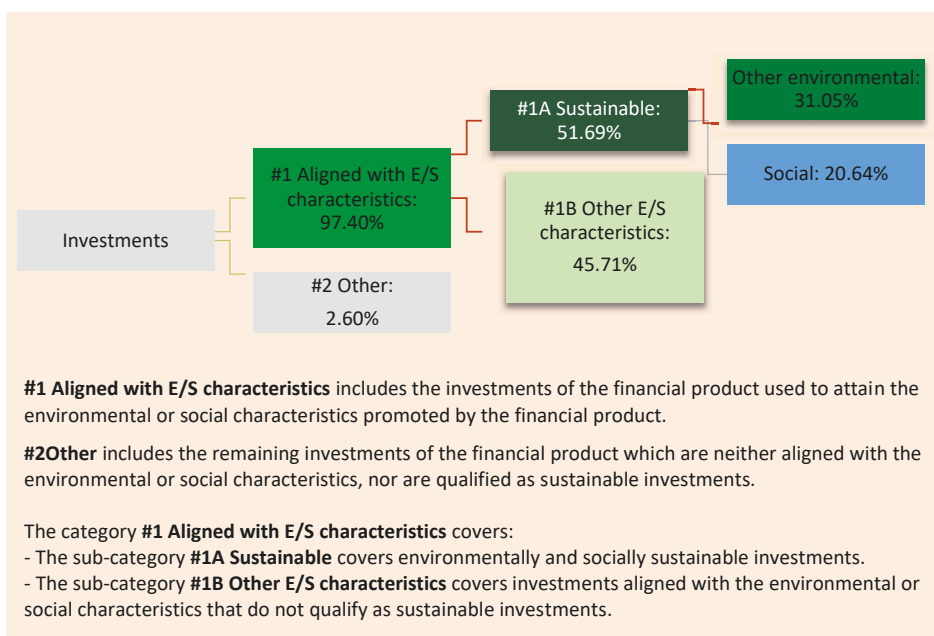 Investments
#1 Aligned with E/S
characteristics:
97.40%
#2 Other:
2.60%
#1A Sustainable:
51.69%
#1B Other E/S
characteristics:
45.71%
Other environmental:
31.05%
Social: 20.64%
#1 Aligned with E/S characteristics includes the investments of the financial product used to attain the
environmental or social characteristics promoted by the financial product.
#2Other includes the remaining investments of the financial product which are neither aligned with the
environmental or social characteristics, nor are qualified as sustainable investments.
The category #1 Aligned with E/S characteristics covers:
- The sub-category #1A Sustainable covers environmentally and socially sustainable investments.
- The sub-category #1B Other E/S characteristics covers investments aligned with the environmental or
social characteristics that do not qualify as sustainable investments.